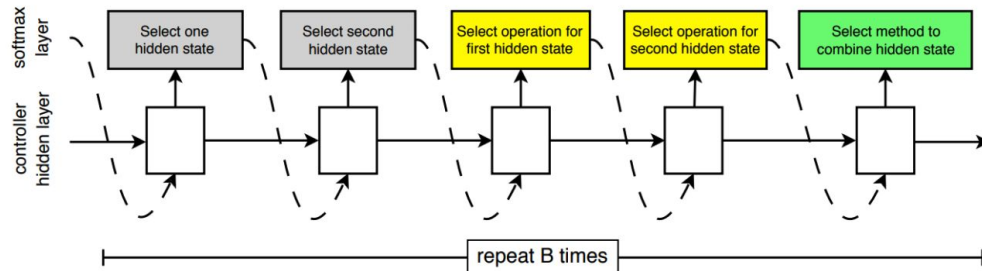 softmax
layer
controller
hidden layer
Select one
hidden state
Select second
hidden state
Select operation for
first hidden state
Select operation for
second hidden state
Select method to
combine hidden state
repeat B times